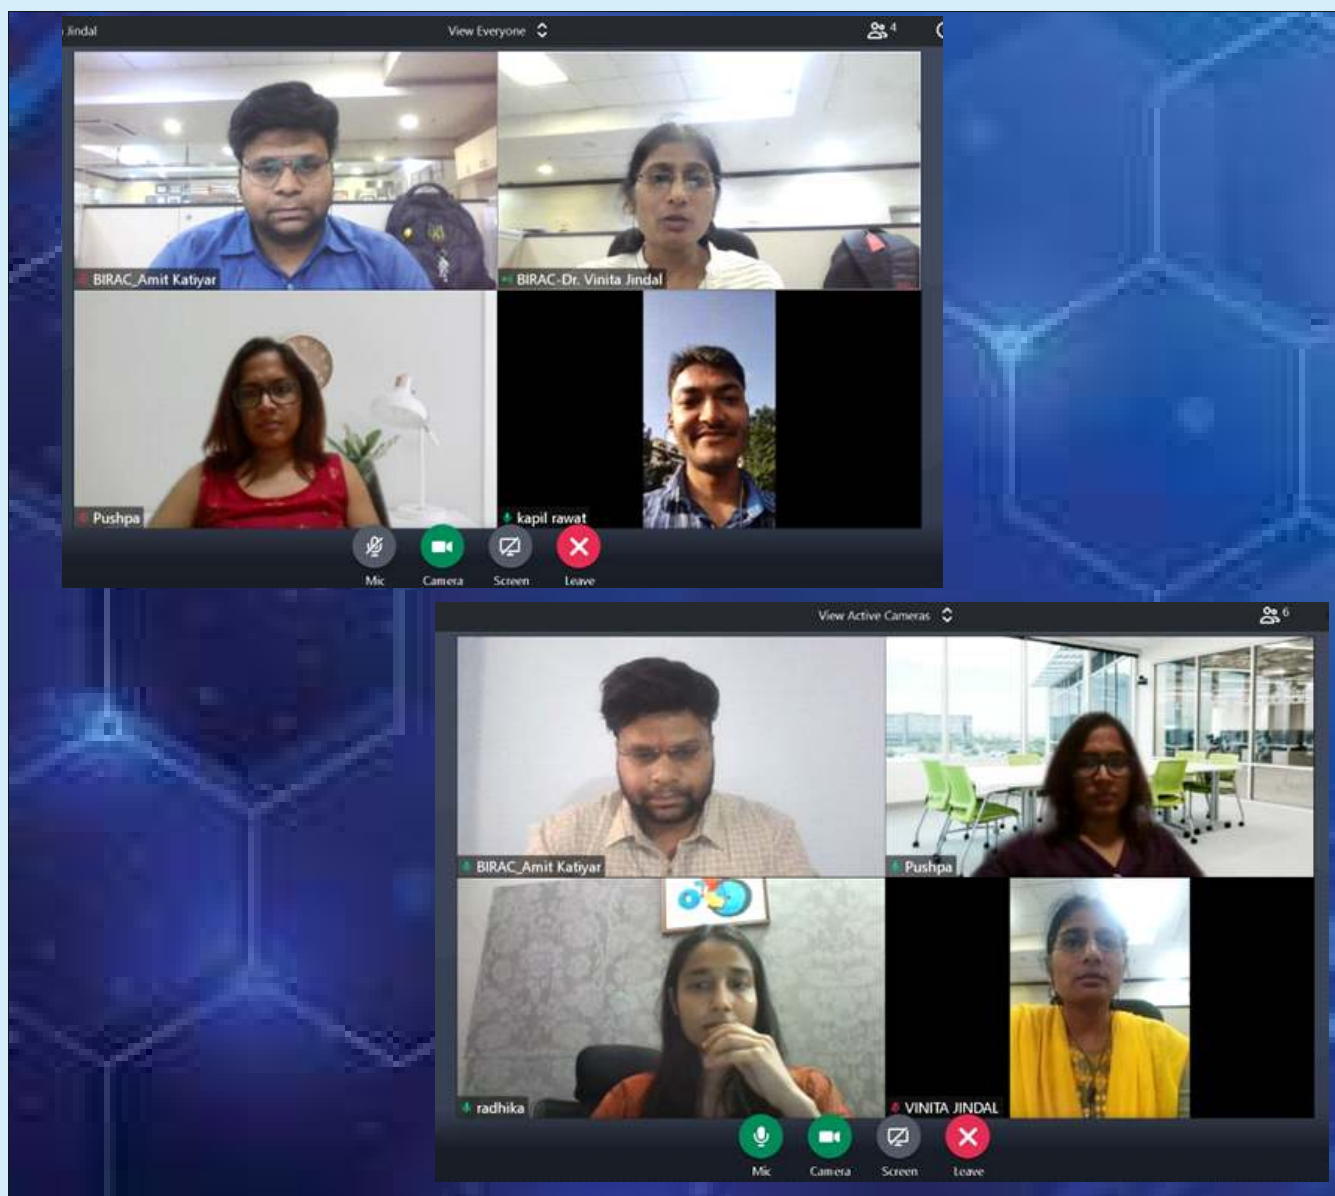 Jindal
View Everyone
4
BIRAC_Amit Katiyar
BIRAC-Dr. Vinita Jindal
Pushpa
kapil rawat
Mic
Camera
Screen
Leave
View Active Cameras
6
BIRAC_Amit Katiyar
Pushpa
radhika
VINITA JINDAL
Mic
Camera
Screen
Leave